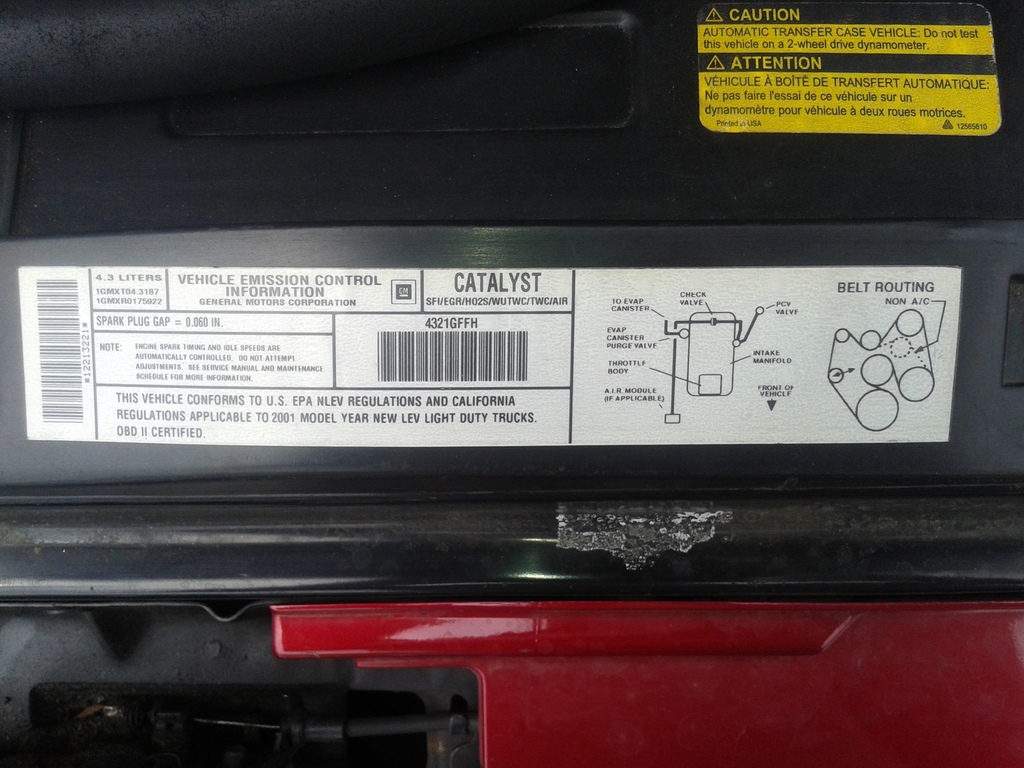 CAUTION
AUTOMATIC TRANSFER CASE VEHICLE: Do not test
this vehicle on a 2-wheel drive dynamometer.
ATTENTION
VÉHICULE À BOÎTÉ DE TRANSFERT AUTOMATIQUE:
Ne pas faire l'essai de ce véhicule sur un
dynamomètre pour véhicule à deux roues motrices.
Printed in USA
12565610
*12213221*
4.3 LITERS
1GMXT04.3187
1GMXR0175922
VEHICLE EMISSION CONTROL
INFORMATION
GENERAL MOTORS CORPORATION
GM
CATALYST
SFI/EGR/HO2S/WUTWC/TWC/AIR
SPARK PLUG GAP = 0.060 IN.
NOTE: ENGINE SPARK TIMING AND IDLE SPEEDS ARE
AUTOMATICALLY CONTROLLED. DO NOT ATTEMPT
ADJUSTMENTS. SEE SERVICE MANUAL AND MAINTENANCE
SCHEDULE FOR MORE INFORMATION.
4321GFFH
THIS VEHICLE CONFORMS TO U.S. EPA NLEV REGULATIONS AND CALIFORNIA
REGULATIONS APPLICABLE TO 2001 MODEL YEAR NEW LEV LIGHT DUTY TRUCKS.
OBD II CERTIFIED.
TO EVAP
CANISTER
CHECK
VALVE
PCV
VALVE
EVAP
CANISTER
PURGE VALVE
THROTTLE
BODY
INTAKE
MANIFOLD
A.I.R. MODULE
(IF APPLICABLE)
FRONT OF
VEHICLE
BELT ROUTING
NON A/C